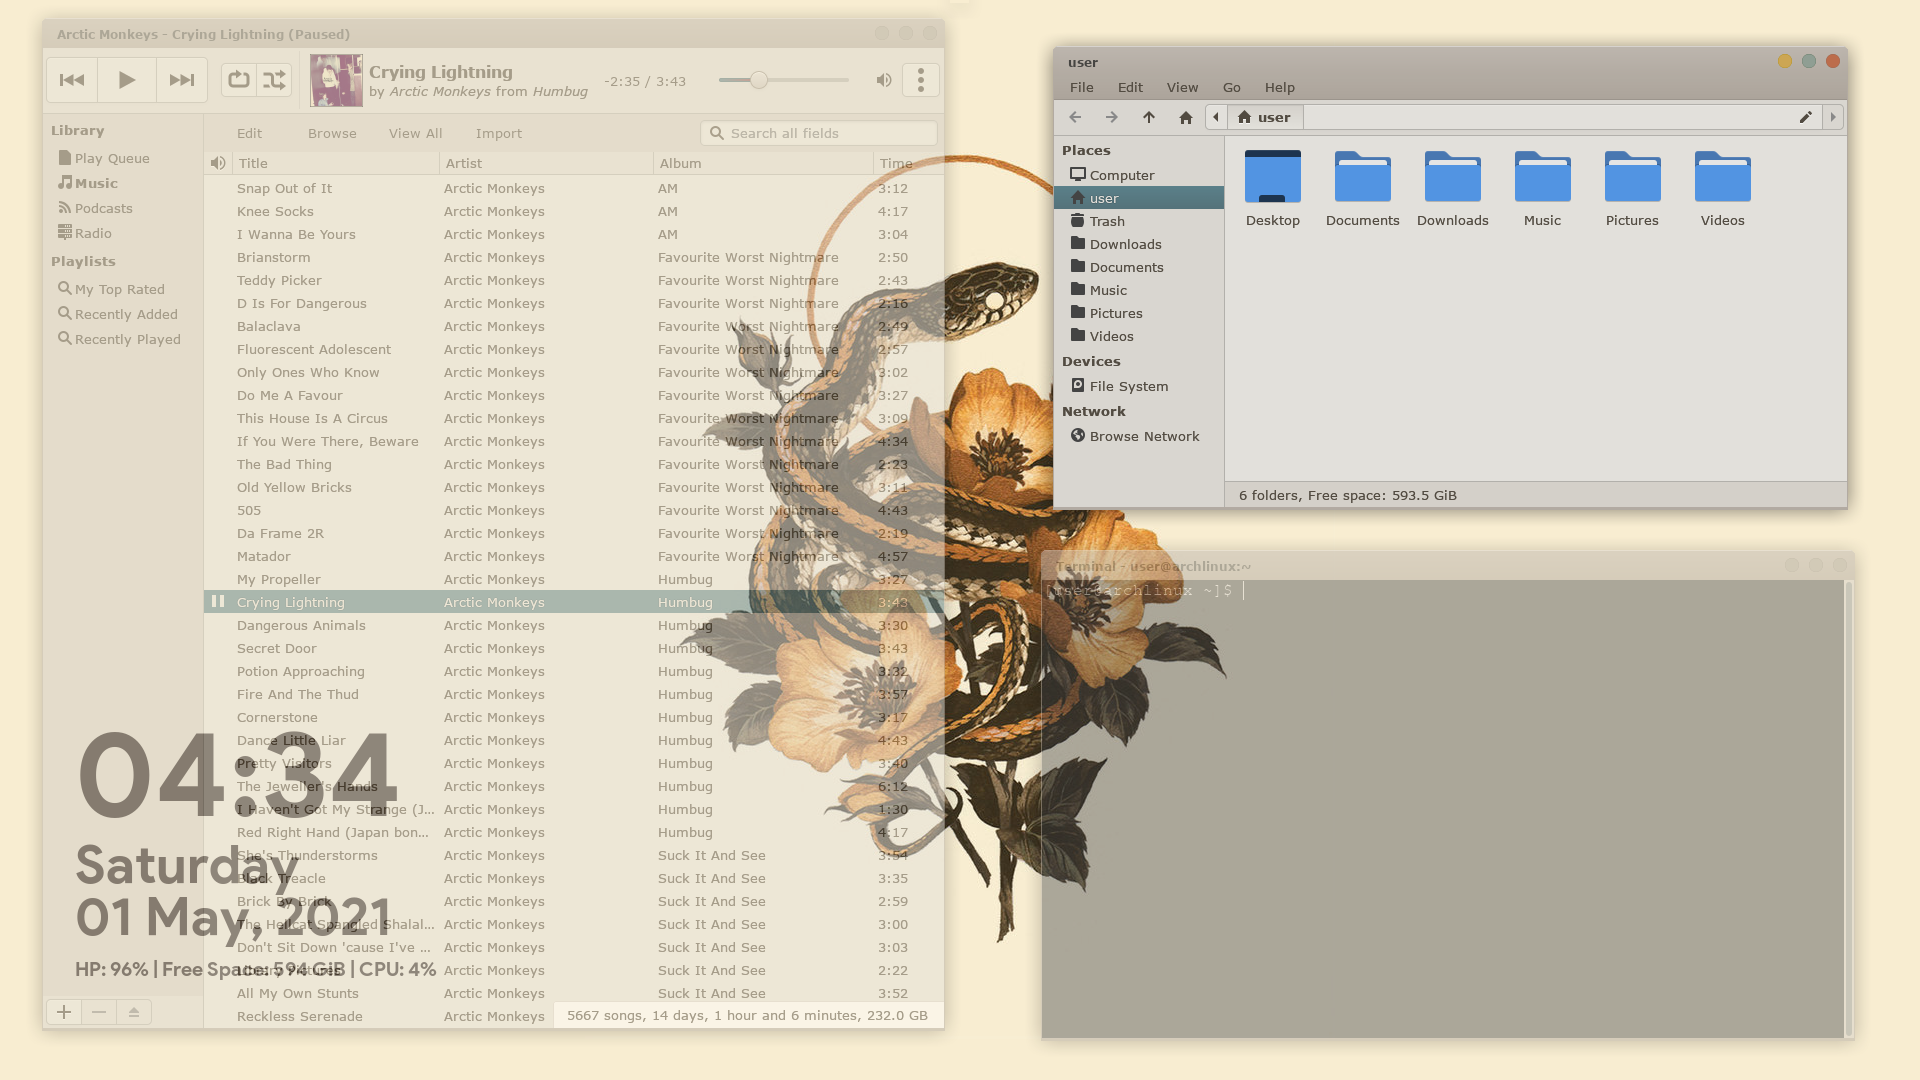 Arctic Monkeys - Crying Lightning (Paused)
Crying Lightning
by Arctic Monkeys from Humbug
-2:35 / 3:43
Library
Play Queue
Music
Podcasts
Radio
Playlists
My Top Rated
Recently Added
Recently Played
Edit Browse View All Import Search all fields
Title Artist Album Time
Snap Out of It Arctic Monkeys AM 3:12
Knee Socks Arctic Monkeys AM 4:17
I Wanna Be Yours Arctic Monkeys AM 3:04
Brianstorm Arctic Monkeys Favourite Worst Nightmare 2:50
Teddy Picker Arctic Monkeys Favourite Worst Nightmare 2:43
D Is For Dangerous Arctic Monkeys Favourite Worst Nightmare 2:16
Balaclava Arctic Monkeys Favourite Worst Nightmare 2:49
Fluorescent Adolescent Arctic Monkeys Favourite Worst Nightmare 2:57
Only Ones Who Know Arctic Monkeys Favourite Worst Nightmare 3:02
Do Me A Favour Arctic Monkeys Favourite Worst Nightmare 3:27
This House Is A Circus Arctic Monkeys Favourite Worst Nightmare 3:09
If You Were There, Beware Arctic Monkeys Favourite Worst Nightmare 4:34
The Bad Thing Arctic Monkeys Favourite Worst Nightmare 2:23
Old Yellow Bricks Arctic Monkeys Favourite Worst Nightmare 3:11
505 Arctic Monkeys Favourite Worst Nightmare 4:43
Da Frame 2R Arctic Monkeys Favourite Worst Nightmare 2:19
Matador Arctic Monkeys Favourite Worst Nightmare 4:57
My Propeller Arctic Monkeys Humbug 3:27
Crying Lightning Arctic Monkeys Humbug 3:43
Dangerous Animals Arctic Monkeys Humbug 3:30
Secret Door Arctic Monkeys Humbug 3:43
Potion Approaching Arctic Monkeys Humbug 3:32
Fire And The Thud Arctic Monkeys Humbug 3:57
Cornerstone Arctic Monkeys Humbug 3:17
Dance Little Liar Arctic Monkeys Humbug 4:43
Pretty Visitors Arctic Monkeys Humbug 3:40
The Jeweller's Hands Arctic Monkeys Humbug 6:12
I Haven't Got My Strange (J... Arctic Monkeys Humbug 1:30
Red Right Hand (Japan bon... Arctic Monkeys Humbug 4:17
She's Thunderstorms Arctic Monkeys Suck It And See 3:54
Black Treacle Arctic Monkeys Suck It And See 3:35
Brick By Brick Arctic Monkeys Suck It And See 2:59
The Hellcat Spangled Shalal... Arctic Monkeys Suck It And See 3:00
Don't Sit Down 'cause I've ... Arctic Monkeys Suck It And See 3:03
Library Pictures Arctic Monkeys Suck It And See 2:22
All My Own Stunts Arctic Monkeys Suck It And See 3:52
Reckless Serenade Arctic Monkeys
5667 songs, 14 days, 1 hour and 6 minutes, 232.0 GB
04:34
Saturday
01 May, 2021
HP: 96% | Free Space: 594 GiB | CPU: 4%
user
File Edit View Go Help
user
Places
Computer
user
Trash
Downloads
Documents
Music
Pictures
Videos
Devices
File System
Network
Browse Network
Desktop Documents Downloads Music Pictures Videos
6 folders, Free space: 593.5 GiB
Terminal - user@archlinux:~
[user@archlinux ~]$